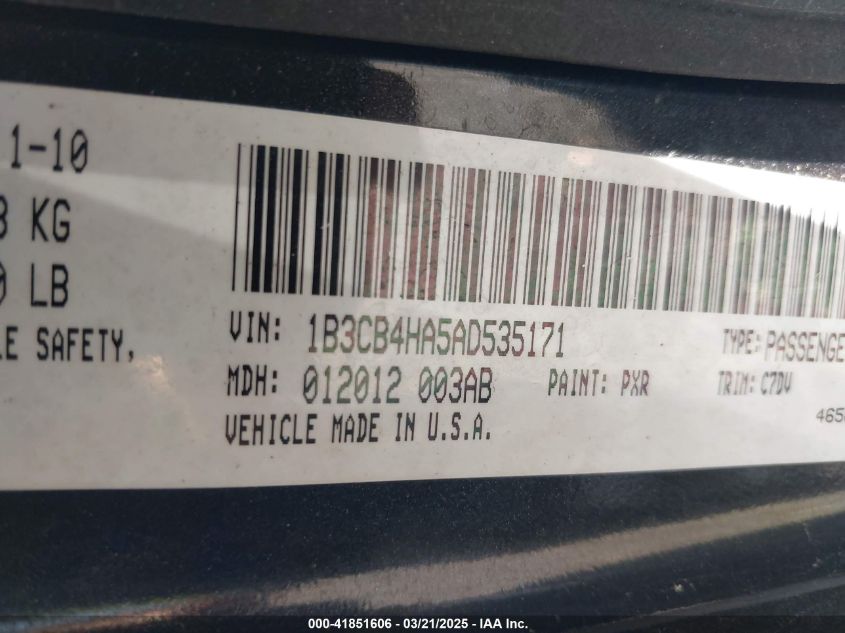 1-10
KG
LB
SAFETY,
VIN: 1B3CB4HA5AD535171
TYPE: PASSENGE
MDH: 012012 003AB
PAINT: PXR
TRIM: C7DV
465
VEHICLE MADE IN U.S.A.
000-41851606 - 03/21/2025 - IAA Inc.